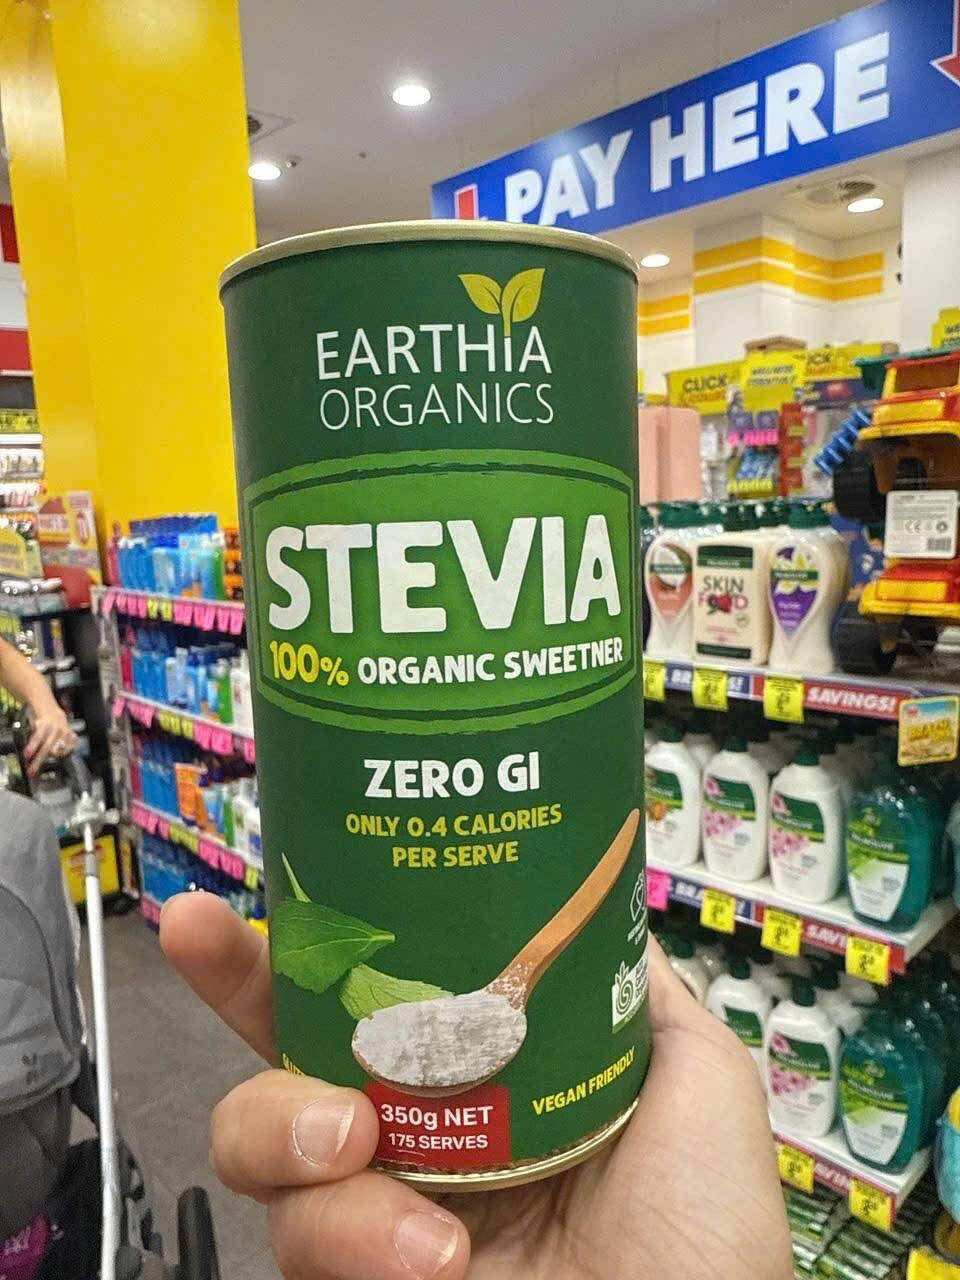 PAY HERE
EARTHIA
ORGANICS
STEVIA
100% ORGANIC SWEETNER
ZERO GI
ONLY 0.4 CALORIES
PER SERVE
350g NET
175 SERVES
VEGAN FRIENDLY
CLICK
SKIN
SAVINGS!